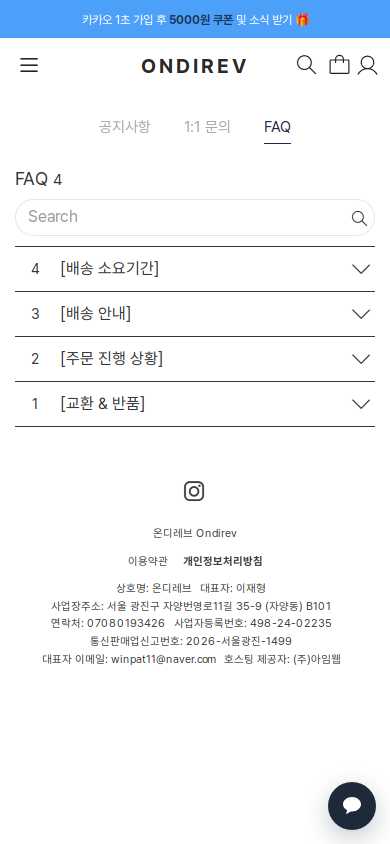 카카오 1초 가입 후 5000원 쿠폰 및 소식 받기 🎁
ONDIREV
공지사항 1:1 문의 FAQ
FAQ 4
Search
4 [배송 소요기간]
3 [배송 안내]
2 [주문 진행 상황]
1 [교환 & 반품]
온디레브 Ondirev
이용약관 개인정보처리방침
상호명: 온디레브 대표자: 이재형
사업장주소: 서울 광진구 자양번영로11길 35-9 (자양동) B101
연락처: 07080193426 사업자등록번호: 498-24-02235
통신판매업신고번호: 2026-서울광진-1499
대표자 이메일: winpat11@naver.com 호스팅 제공자: (주)아임웹